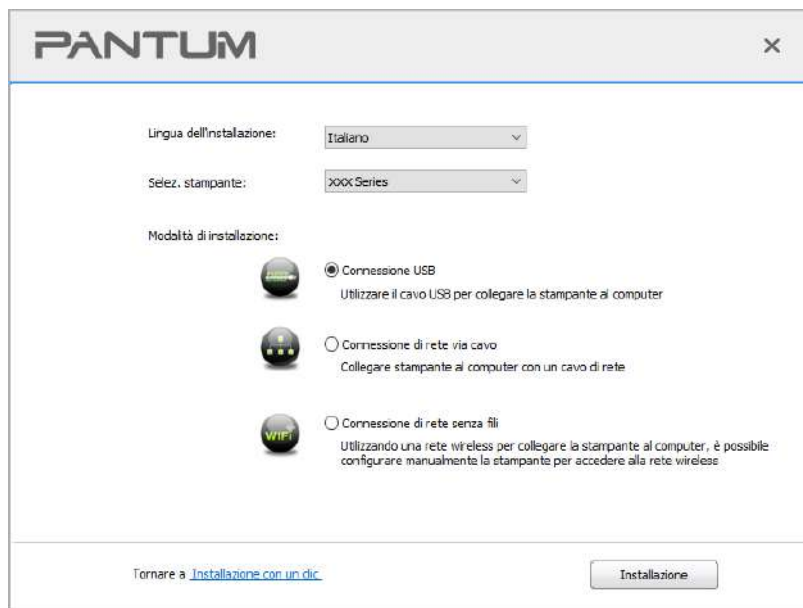 PANTUM
Lingua dell'installazione:
Italiano
Selez. stampante:
xxx Series
Modalità di installazione:
Connessione USB
Utilizzare il cavo USB per collegare la stampante al computer
Connessione di rete via cavo
Collegare stampante al computer con un cavo di rete
WiFi
Connessione di rete senza fili
Utilizzando una rete wireless per collegare la stampante al computer, è possibile
configurare manualmente la stampante per accedere alla rete wireless
Tornare a Installazione con un clic
Installazione